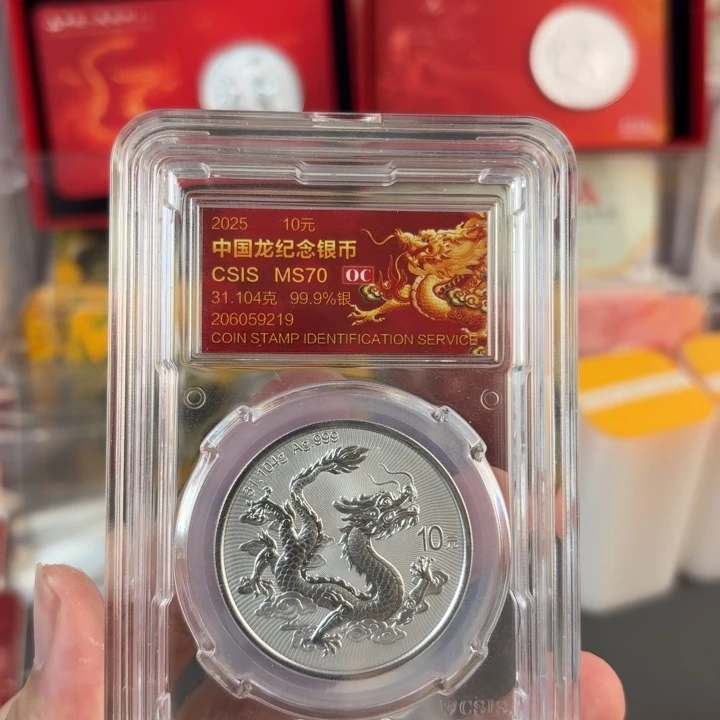 2025 10元
中国龙纪念银币
CSIS MS70 OC
31.104克 99.9%银
206059219
COIN STAMP IDENTIFICATION SERVICE
31.104g Ag.999
10元
CSIS